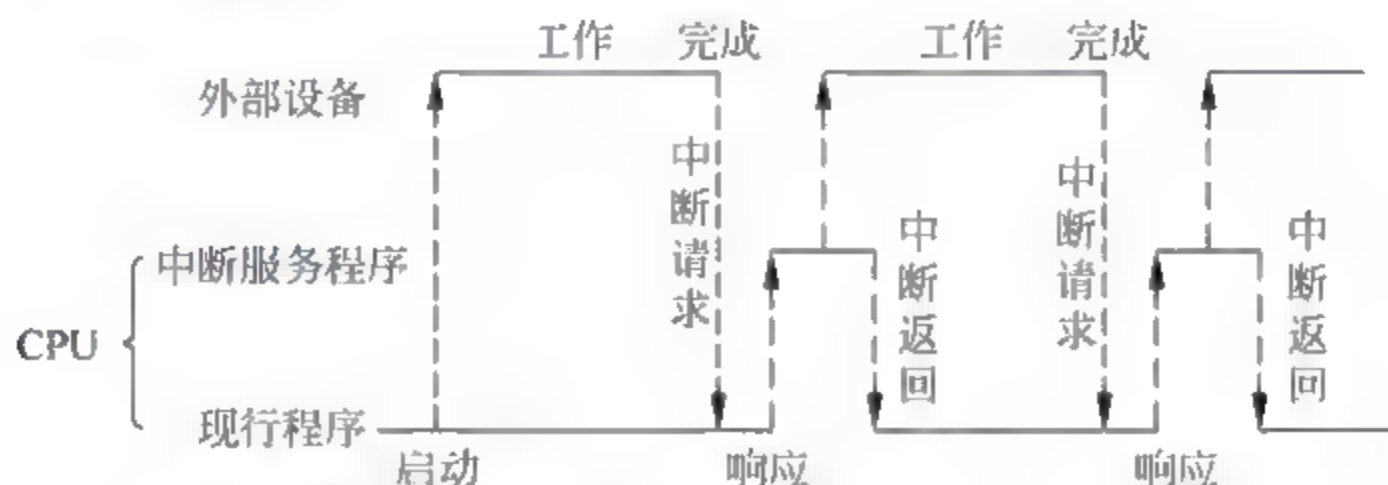 工作 完成 工作 完成
外部设备
中断请求
中断请求
中断返回
中断返回
中断服务程序
CPU
现行程序
启动 响应 响应